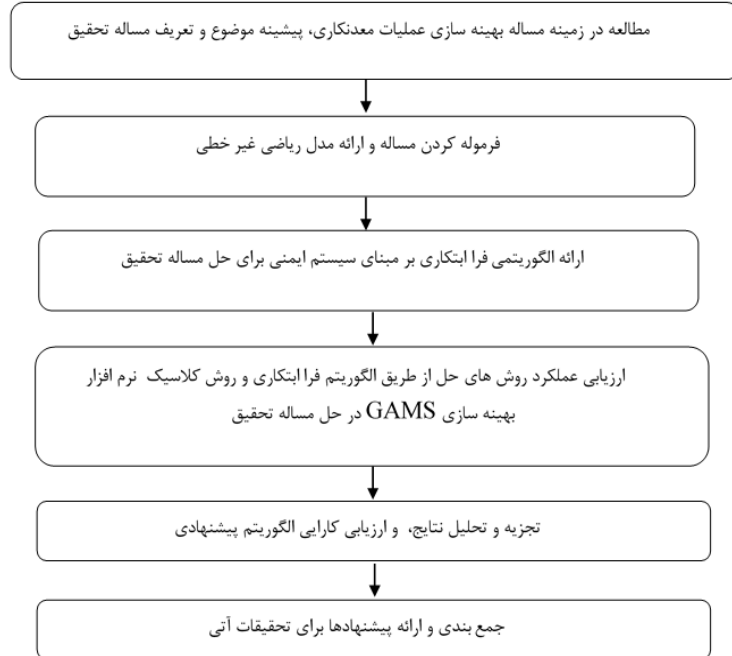 مطالعه در زمینه مساله بهینه سازی عملیات معدنکاری، پیشینه موضوع و تعریف مساله تحقیق
فرموله کردن مساله و ارائه مدل ریاضی غیر خطی
ارائه الگوریتمی فرا ابتکاری بر مبنای سیستم ایمنی برای حل مساله تحقیق
ارزیابی عملکرد روش های حل از طریق الگوریتم فرا ابتکاری و روش کلاسیک نرم افزار
بهینه سازی GAMS در حل مساله تحقیق
تجزیه و تحلیل نتایج، و ارزیابی کارایی الگوریتم پیشنهادی
جمع بندی و ارائه پیشنهادها برای تحقیقات آتی